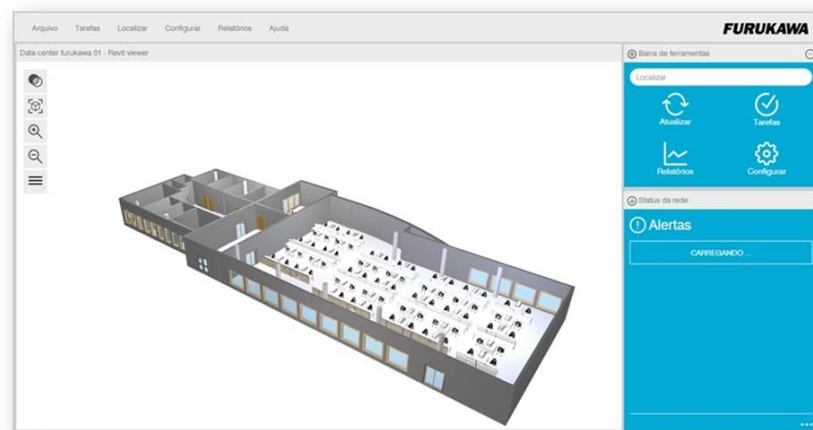 Arquivo Tarefas Localizar Configurar Relatórios Ajuda
FURUKAWA
Data center furukawa 01 - Revit viewer
Barra de ferramentas
Localizar
Atualizar Tarefas
Relatórios Configurar
Status da rede
Alertas
CARREGANDO ...